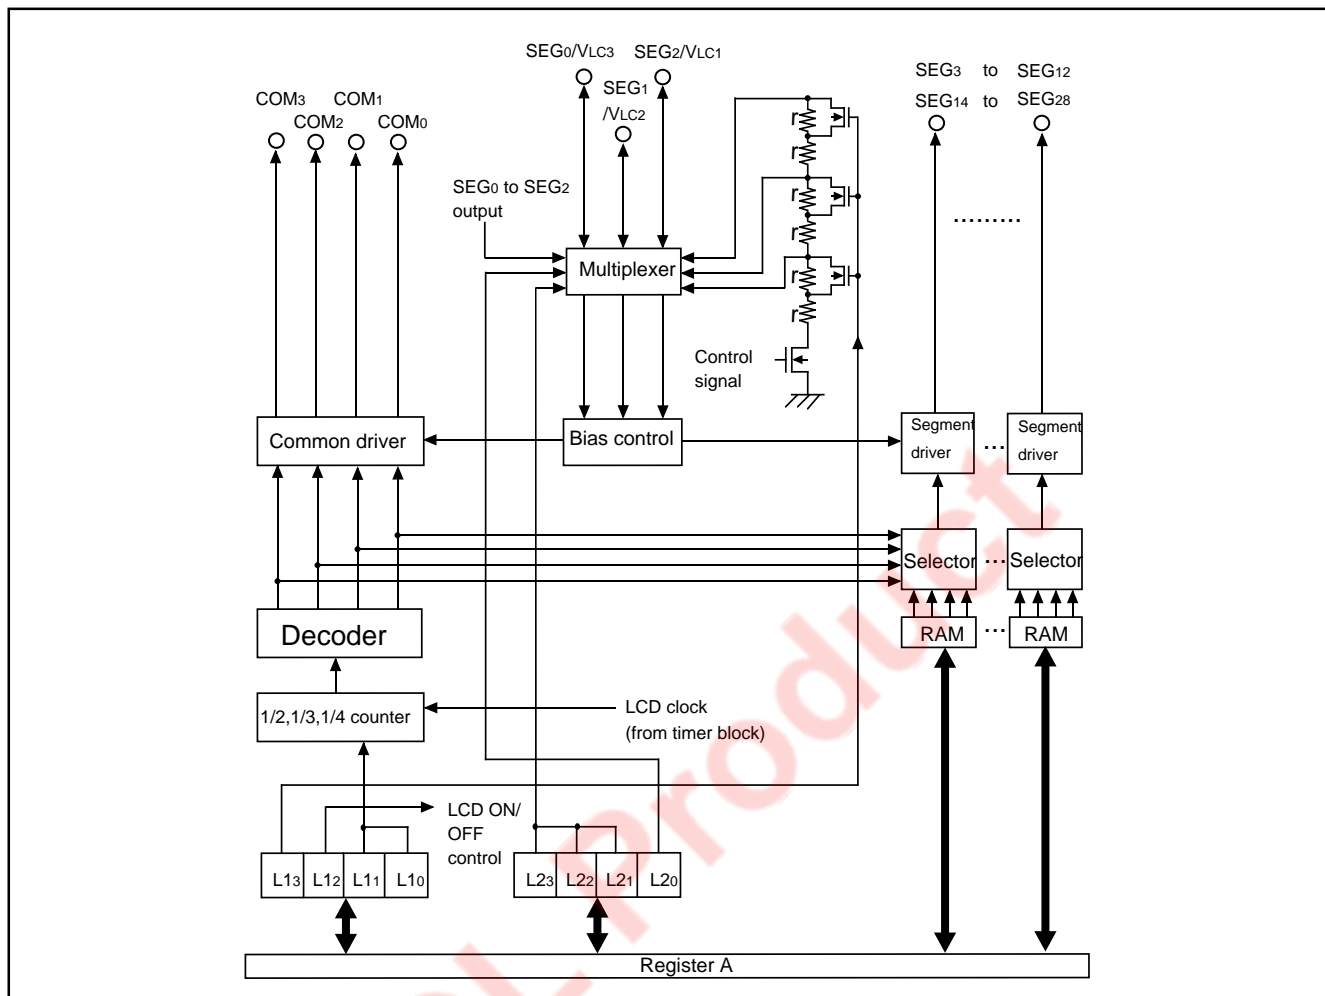 SEG0/VLC3
SEG2/VLC1
SEG1
/VLC2
SEG3 to SEG12
SEG14 to SEG28
COM3
COM2
COM1
COM0
r
r
r
r
r
r
SEG0 to SEG2
output
Multiplexer
Control
signal
Common driver
Bias control
Segment
driver
...
Segment
driver
.........
Selector
...
Selector
Decoder
RAM
...
RAM
1/2,1/3,1/4 counter
LCD clock
(from timer block)
LCD ON/
OFF
control
L13 L12 L11 L10
L23 L22 L21 L20
Register A
L Product